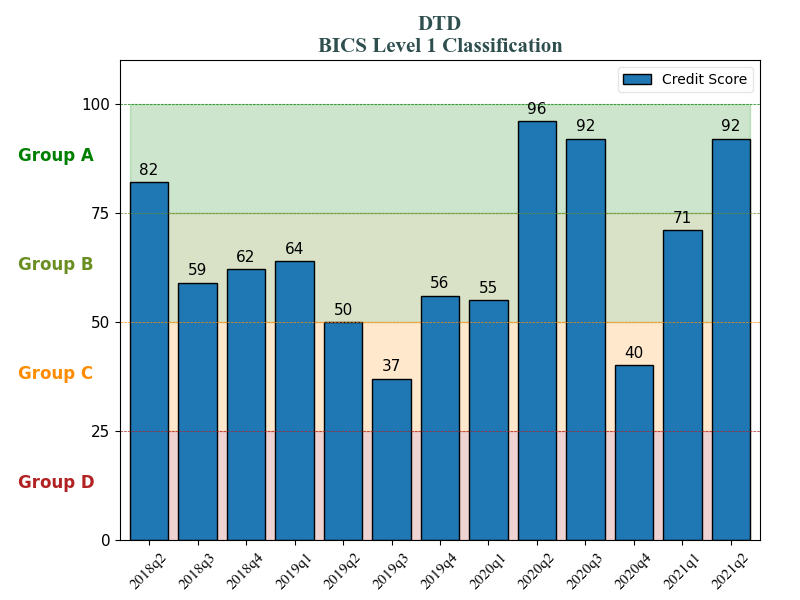 DTD
BICS Level 1 Classification
Credit Score
100
96
92
92
Group A
82
75
71
Group B
59
62
64
56
55
50
50
Group C
37
40
25
Group D
0
2018q2
2018q3
2018q4
2019q1
2019q2
2019q3
2019q4
2020q1
2020q2
2020q3
2020q4
2021q1
2021q2